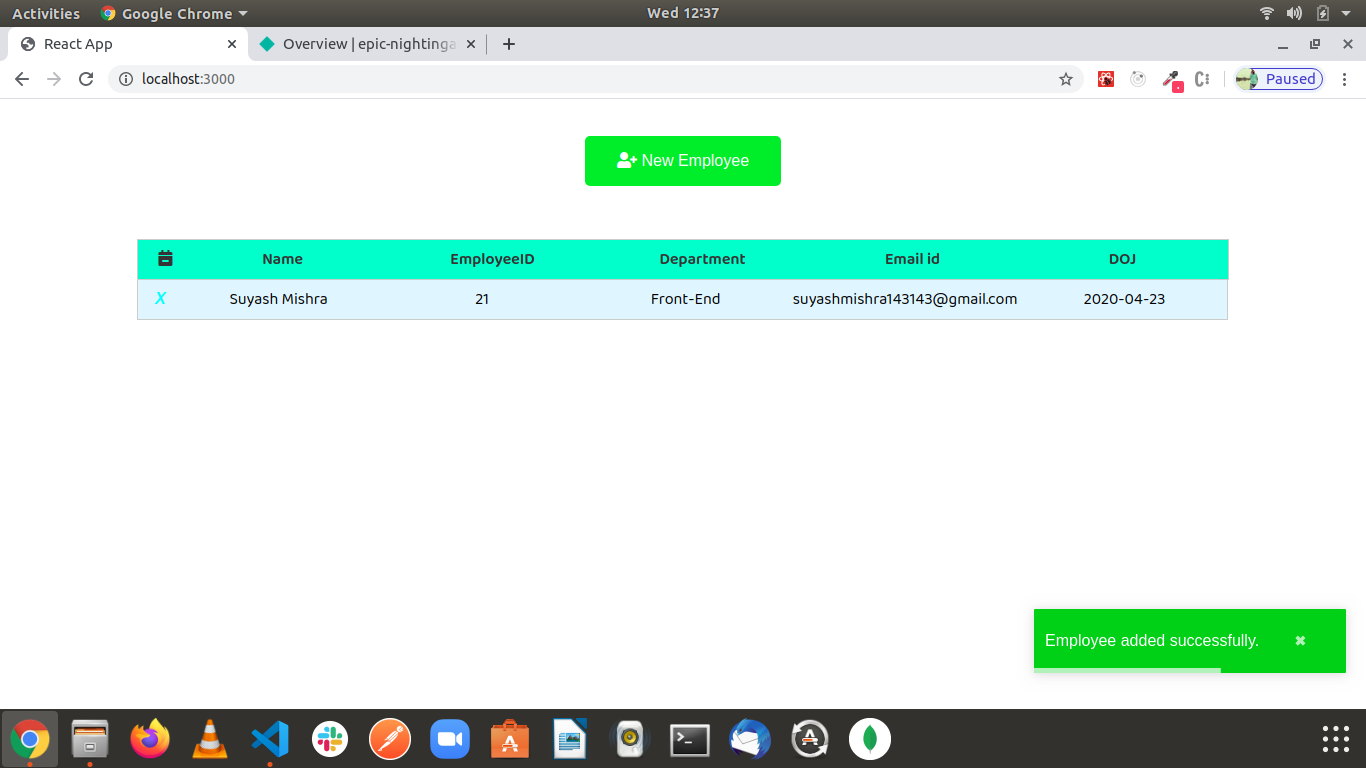 Activities Google Chrome Wed 12:37
React App Overview | epic-nightinga
localhost:3000 Paused
New Employee
Name EmployeeID Department Email id DOJ
X Suyash Mishra 21 Front-End suyashmishra143143@gmail.com 2020-04-23
Employee added successfully.